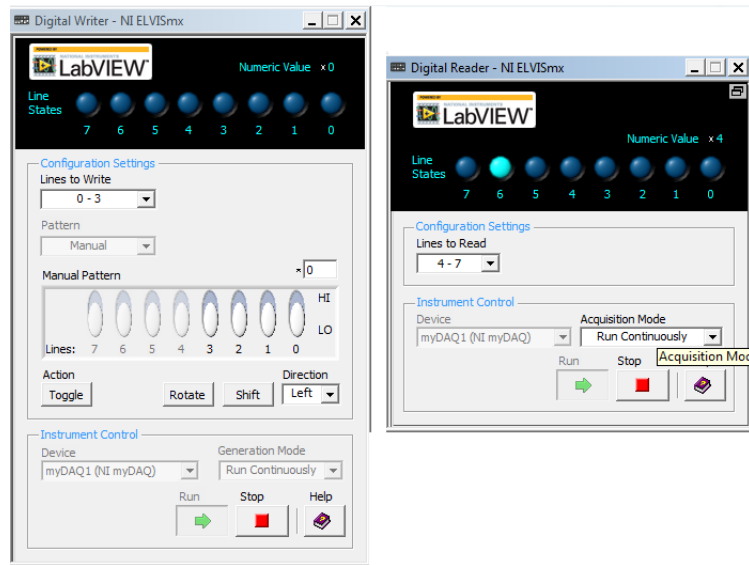 Digital Writer - NI ELVISmx
LabVIEW
Numeric Value x 0
Line
States
7 6 5 4 3 2 1 0
Configuration Settings
Lines to Write
0 - 3
Pattern
Manual
Manual Pattern
x 0
HI
LO
Lines: 7 6 5 4 3 2 1 0
Action
Direction
Toggle Rotate Shift Left
Instrument Control
Device Generation Mode
myDAQ1 (NI myDAQ) Run Continuously
Run Stop Help
Digital Reader - NI ELVISmx
NATIONAL INSTRUMENTS
LabVIEW
Numeric Value x 4
Line
States
7 6 5 4 3 2 1 0
Configuration Settings
Lines to Read
4 - 7
Instrument Control
Device Acquisition Mode
myDAQ1 (NI myDAQ) Run Continuously
Run Stop Acquisition Mod